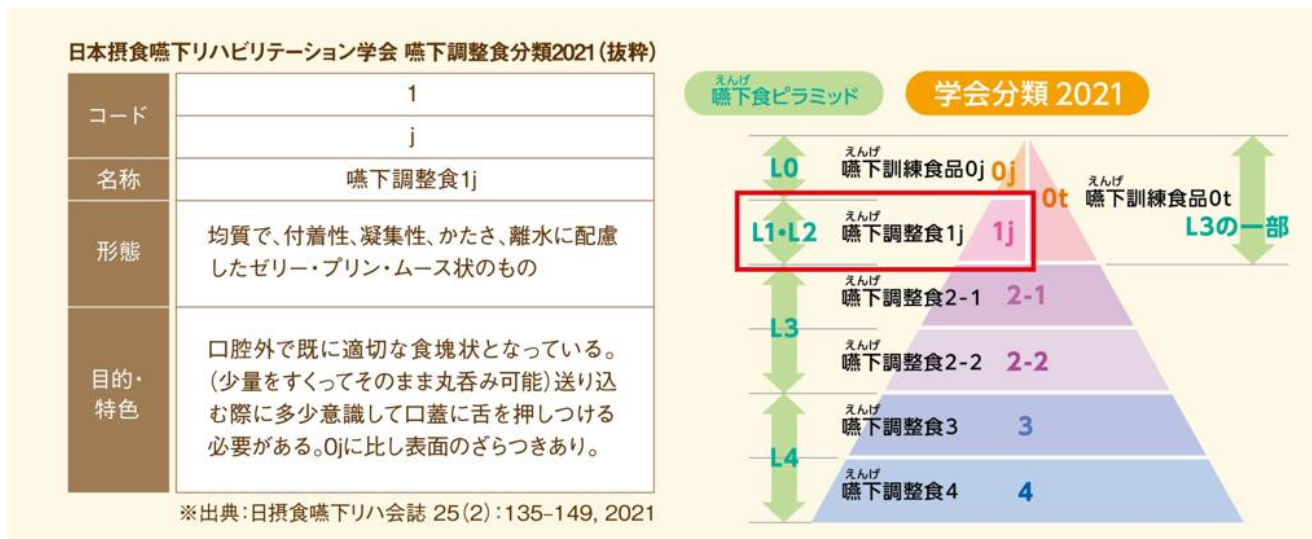 日本摂食嚥下リハビリテーション学会 嚥下調整食分類2021(抜粋)
コード
1
j
名称
嚥下調整食1j
形態
均質で、付着性、凝集性、かたさ、離水に配慮
したゼリー・プリン・ムース状のもの
目的・
特色
口腔外で既に適切な食塊状となっている。
(少量をすくってそのまま丸呑み可能)送り込
む際に多少意識して口蓋に舌を押しつける
必要がある。0jに比し表面のざらつきあり。
※出典:日摂食嚥下リハ会誌 25(2):135–149, 2021
えんげ
嚥下食ピラミッド
学会分類 2021
L0
えんげ
嚥下訓練食品0j
0j
0t
えんげ
嚥下訓練食品0t
L3の一部
L1・L2
えんげ
嚥下調整食1j
1j
L3
えんげ
嚥下調整食2-1
2-1
えんげ
嚥下調整食2-2
2-2
L4
えんげ
嚥下調整食3
3
えんげ
嚥下調整食4
4